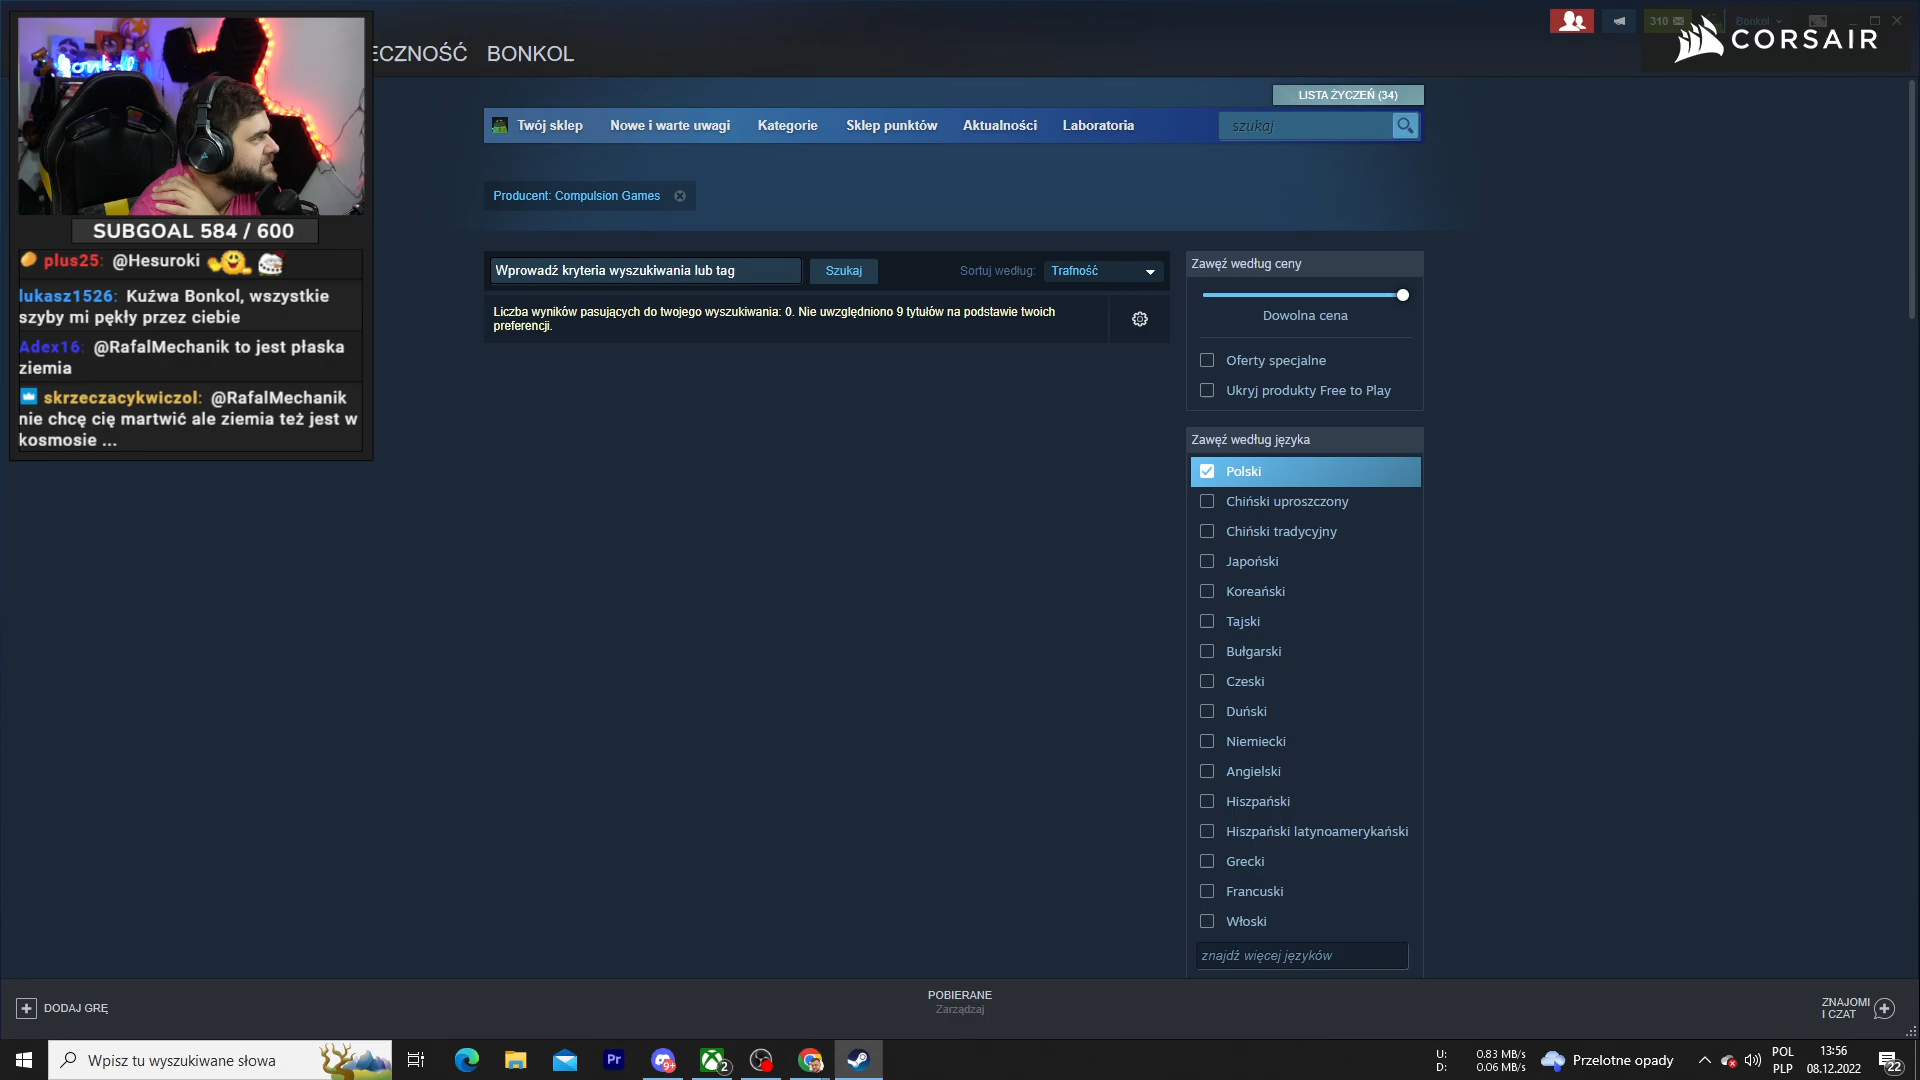 bonkol
SUBGOAL 584 / 600
plus25: @Hesuroki
lukasz1526: Kuźwa Bonkol, wszystkie
szyby mi pękły przez ciebie
Adex16: @RafalMechanik to jest płaska
ziemia
skrzeczacykwiczol: @RafalMechanik
nie chcę cię martwić ale ziemia też jest w
kosmosie ...
ECZNOŚĆ BONKOL
310
Bonkol
CORSAIR
LISTA ŻYCZEŃ (34)
Twój sklep Nowe i warte uwagi Kategorie Sklep punktów Aktualności Laboratoria szukaj
Producent: Compulsion Games
Wprowadź kryteria wyszukiwania lub tag Szukaj Sortuj według: Trafność
Liczba wyników pasujących do twojego wyszukiwania: 0. Nie uwzględniono 9 tytułów na podstawie twoich
preferencji.
Zawęź według ceny
Dowolna cena
Oferty specjalne
Ukryj produkty Free to Play
Zawęź według języka
Polski
Chiński uproszczony
Chiński tradycyjny
Japoński
Koreański
Tajski
Bułgarski
Czeski
Duński
Niemiecki
Angielski
Hiszpański
Hiszpański latynoamerykański
Grecki
Francuski
Włoski
znajdź więcej języków
DODAJ GRĘ
POBIERANE
Zarządzaj
ZNAJOMI
I CZAT
Wpisz tu wyszukiwane słowa
Pr
9+
2
U: 0.83 MB/s
D: 0.06 MB/s
Przelotne opady
POL
PLP
13:56
08.12.2022
22